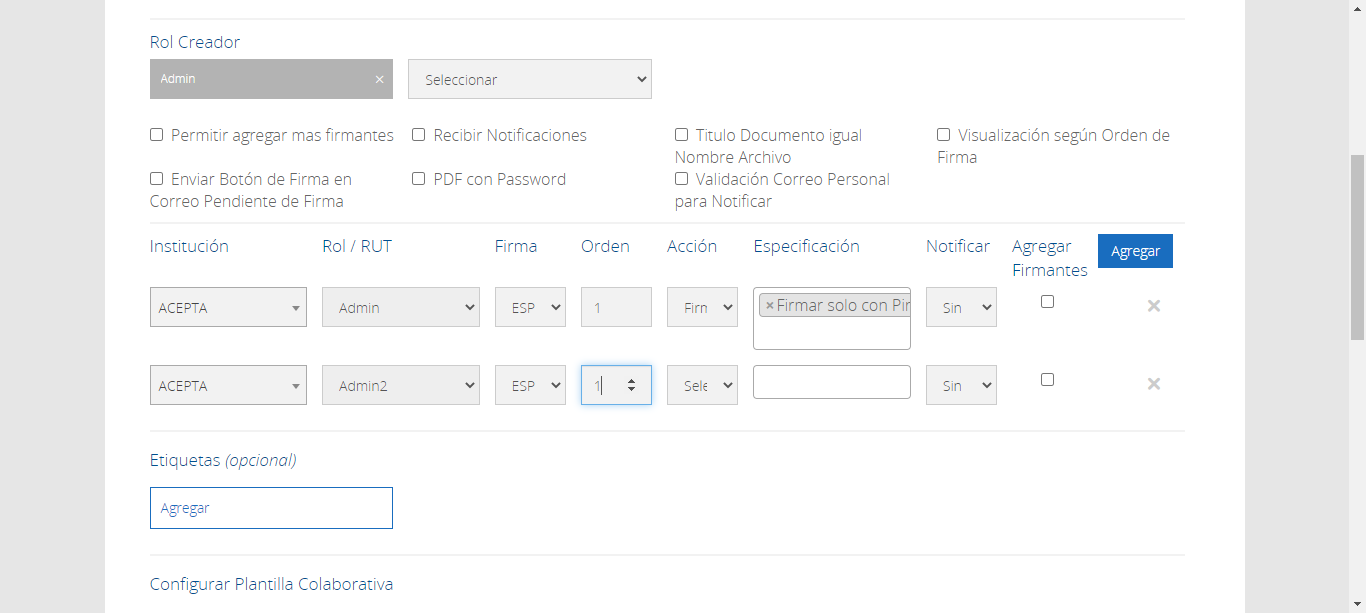 Rol Creador
Admin ×
Seleccionar
Permitir agregar mas firmantes
Recibir Notificaciones
Titulo Documento igual
Nombre Archivo
Visualización según Orden de
Firma
Enviar Botón de Firma en
Correo Pendiente de Firma
PDF con Password
Validación Correo Personal
para Notificar
Institución Rol / RUT Firma Orden Acción Especificación Notificar Agregar
Firmantes
Agregar
ACEPTA Admin ESP 1 Firm ×Firmar solo con Pin Sin ×
ACEPTA Admin2 ESP 1 Sele Sin ×
Etiquetas (opcional)
Agregar
Configurar Plantilla Colaborativa